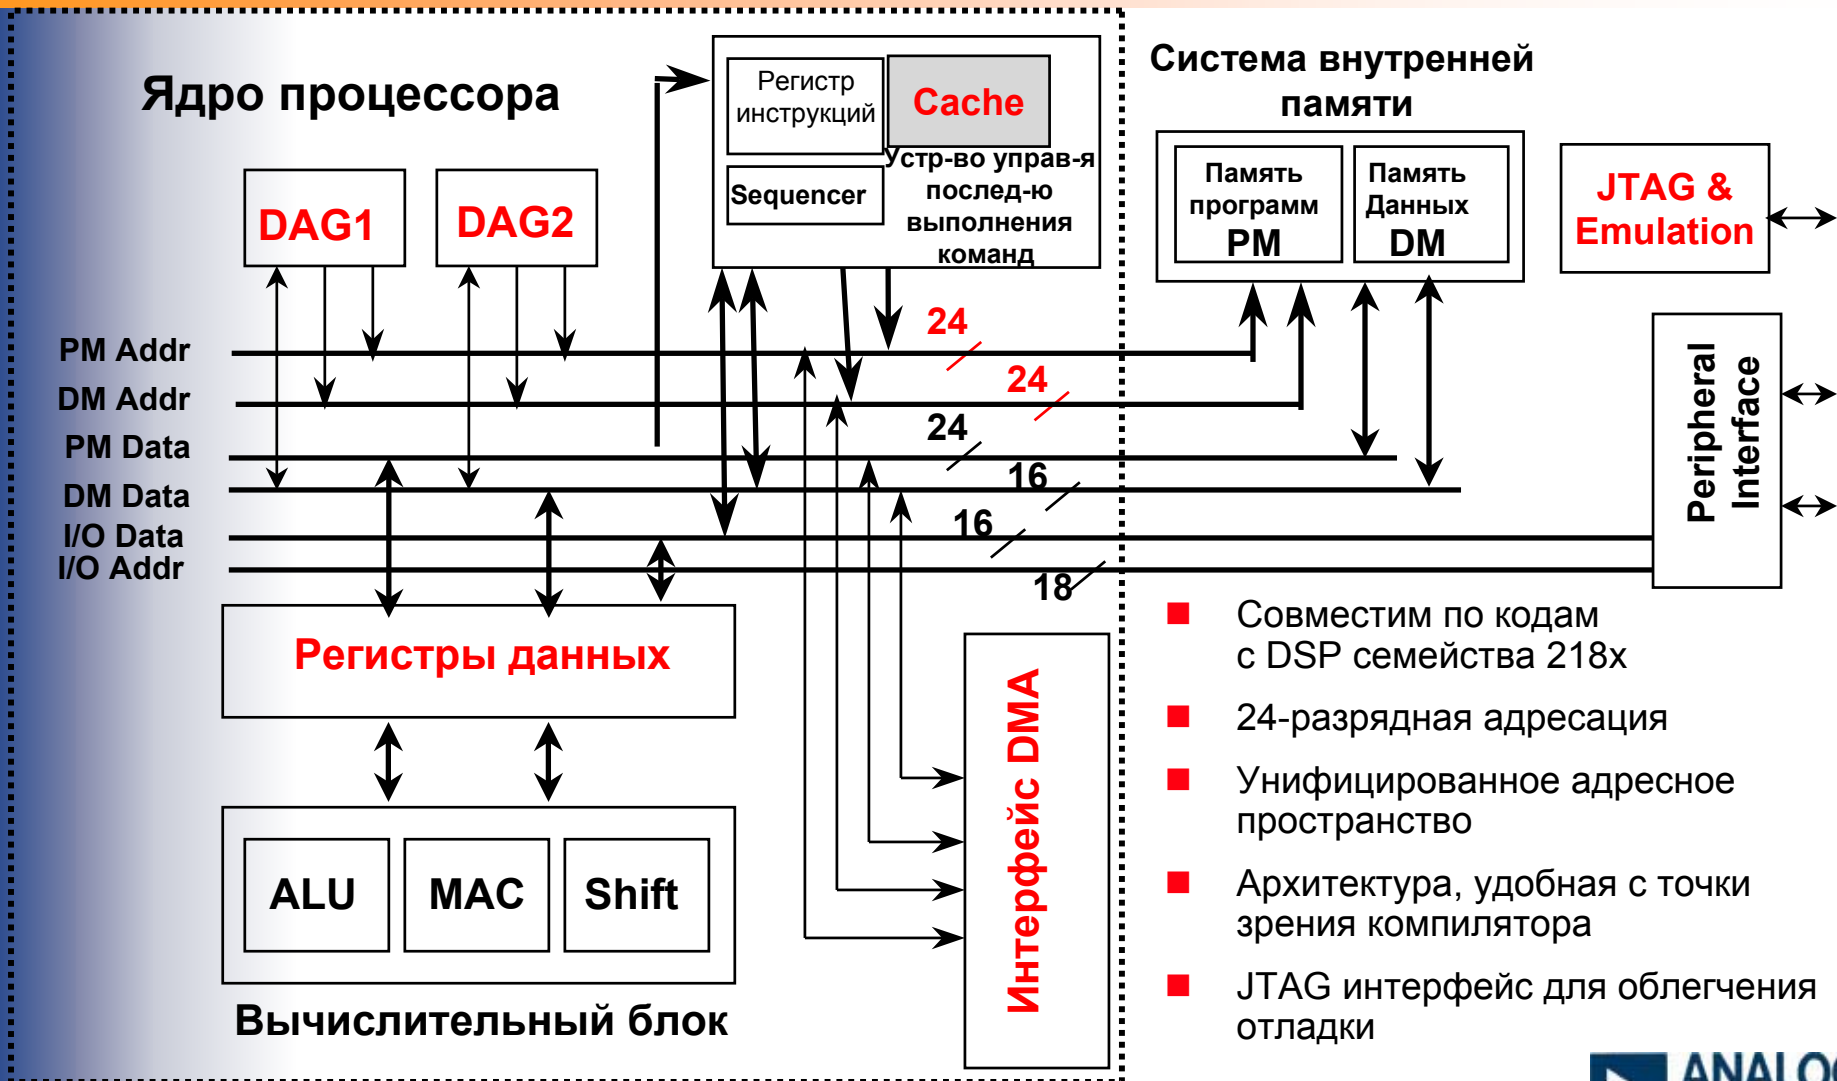 Ядро процессора
Регистр
инструкций
Cache
Sequencer
Устр-во управ-я
послед-ю
выполнения
команд
Система внутренней
памяти
Память
программ
PM
Память
Данных
DM
JTAG &
Emulation
DAG1
DAG2
PM Addr
DM Addr
PM Data
DM Data
I/O Data
I/O Addr
24
24
24
16
16
18
Peripheral
Interface
Регистры данных
ALU
MAC
Shift
Вычислительный блок
Интерфейс DMA
Совместим по кодам
с DSP семейства 218x
24-разрядная адресация
Унифицированное адресное
пространство
Архитектура, удобная с точки
зрения компилятора
JTAG интерфейс для облегчения
отладки